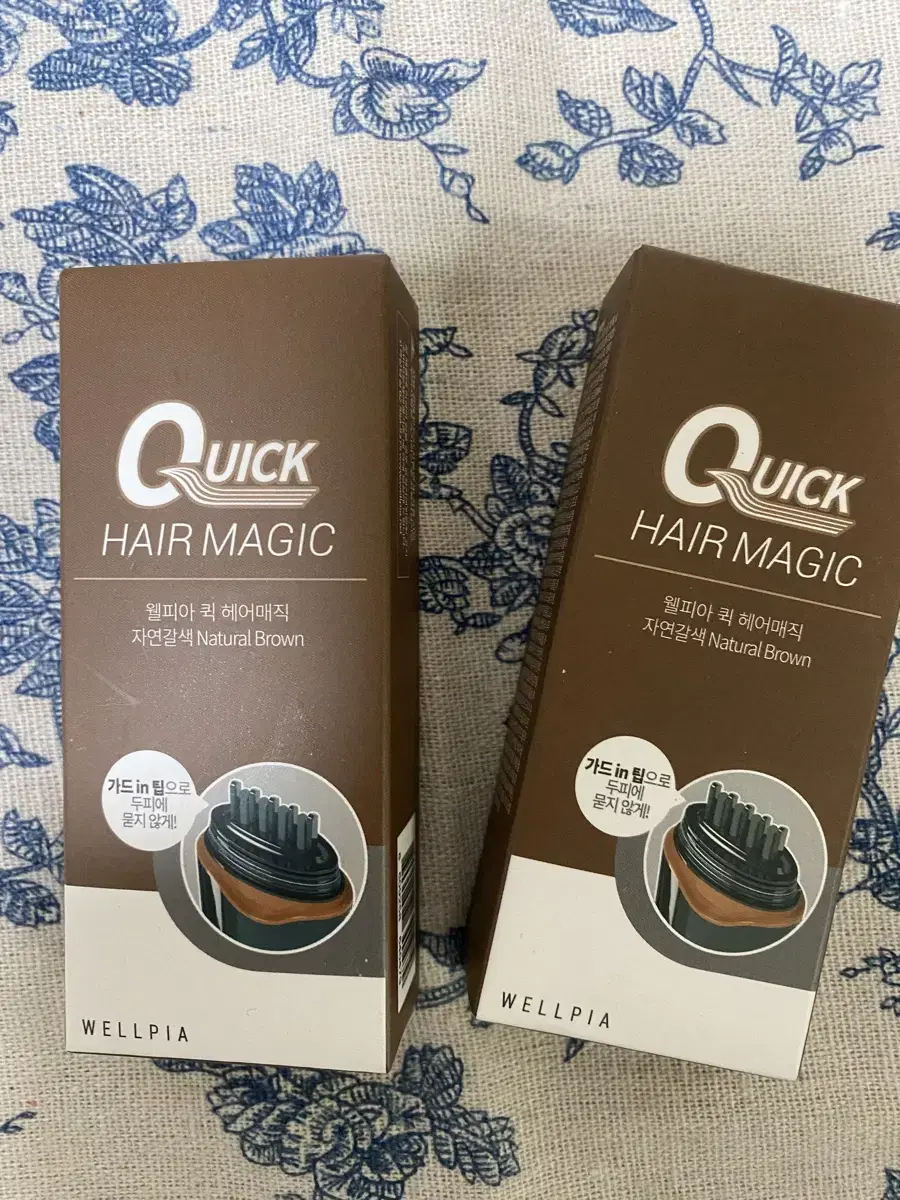 QUICK
HAIR MAGIC
웰피아 퀵 헤어매직
자연갈색 Natural Brown
가드 in 팁으로
두피에
묻지 않게!
WELLPIA
QUICK
HAIR MAGIC
웰피아 퀵 헤어매직
자연갈색 Natural Brown
가드 in 팁으로
두피에
묻지 않게!
WELLPIA